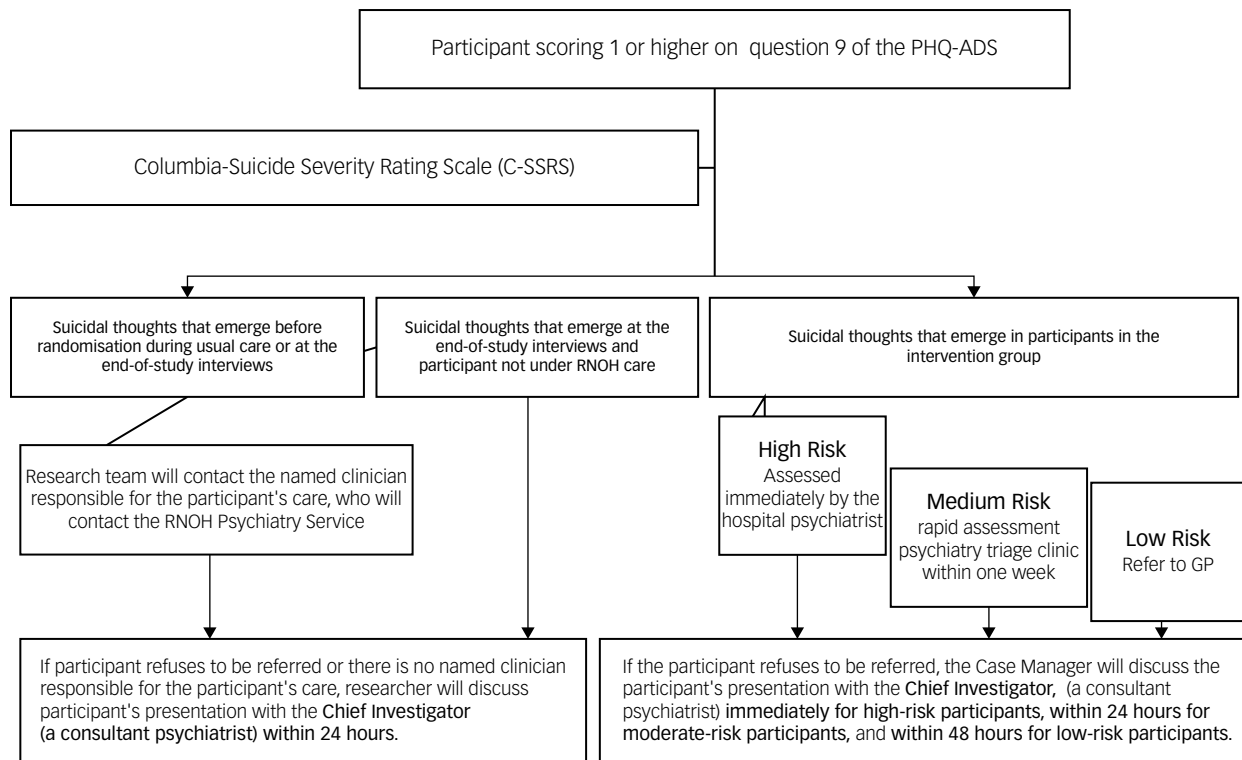 Participant scoring 1 or higher on question 9 of the PHQ-ADS
Columbia-Suicide Severity Rating Scale (C-SSRS)
Suicidal thoughts that emerge before
randomisation during usual care or at the
end-of-study interviews
Suicidal thoughts that emerge at the
end-of-study interviews and
participant not under RNOH care
Suicidal thoughts that emerge in participants in the
intervention group
Research team will contact the named clinician
responsible for the participant's care, who will
contact the RNOH Psychiatry Service
High Risk
Assessed
immediately by the
hospital psychiatrist
Medium Risk
rapid assessment
psychiatry triage clinic
within one week
Low Risk
Refer to GP
If participant refuses to be referred or there is no named clinician
responsible for the participant's care, researcher will discuss
participant's presentation with the Chief Investigator
(a consultant psychiatrist) within 24 hours.
If the participant refuses to be referred, the Case Manager will discuss the
participant's presentation with the Chief Investigator, (a consultant
psychiatrist) immediately for high-risk participants, within 24 hours for
moderate-risk participants, and within 48 hours for low-risk participants.